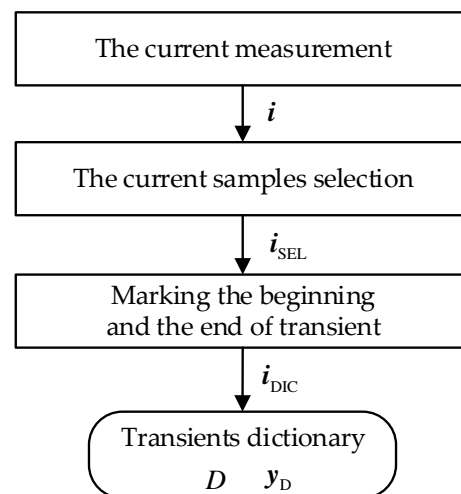 The current measurement
i
The current samples selection
i_SEL
Marking the beginning
and the end of transient
i_DIC
Transients dictionary
D y_D